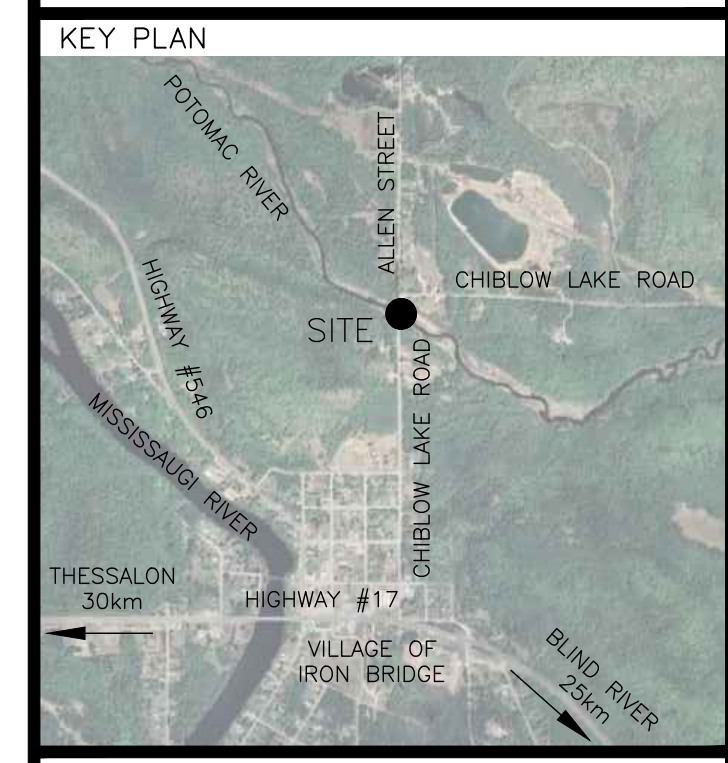 KEY PLAN
POTOMAC RIVER
ALLEN STREET
CHIBLOW LAKE ROAD
HIGHWAY #546
SITE
CHIBLOW LAKE ROAD
MISSISSAUGI RIVER
THESSALON
30km
HIGHWAY #17
VILLAGE OF
IRON BRIDGE
BLIND RIVER
25km